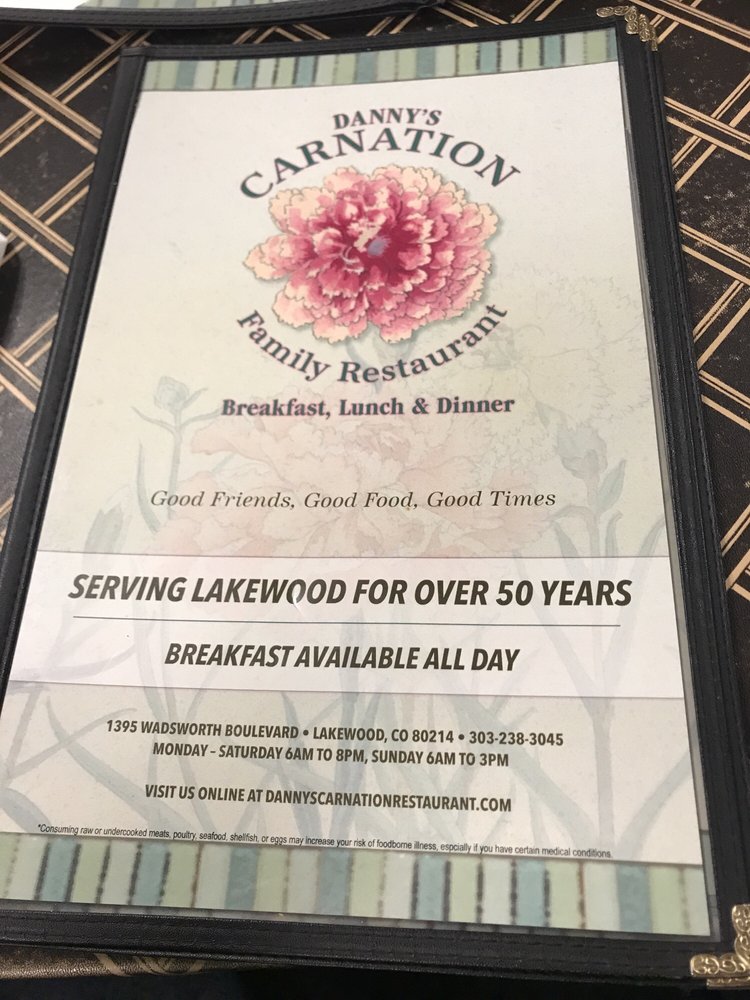 DANNY'S
CARNATION
Family Restaurant
Breakfast, Lunch & Dinner
Good Friends, Good Food, Good Times
SERVING LAKEWOOD FOR OVER 50 YEARS
BREAKFAST AVAILABLE ALL DAY
1395 WADSWORTH BOULEVARD • LAKEWOOD, CO 80214 • 303-238-3045
MONDAY - SATURDAY 6AM TO 8PM, SUNDAY 6AM TO 3PM
VISIT US ONLINE AT DANNYSCARNATIONRESTAURANT.COM
*Consuming raw or undercooked meats, poultry, seafood, shellfish, or eggs may increase your risk of foodborne illness, espcially if you have certain medical conditions.